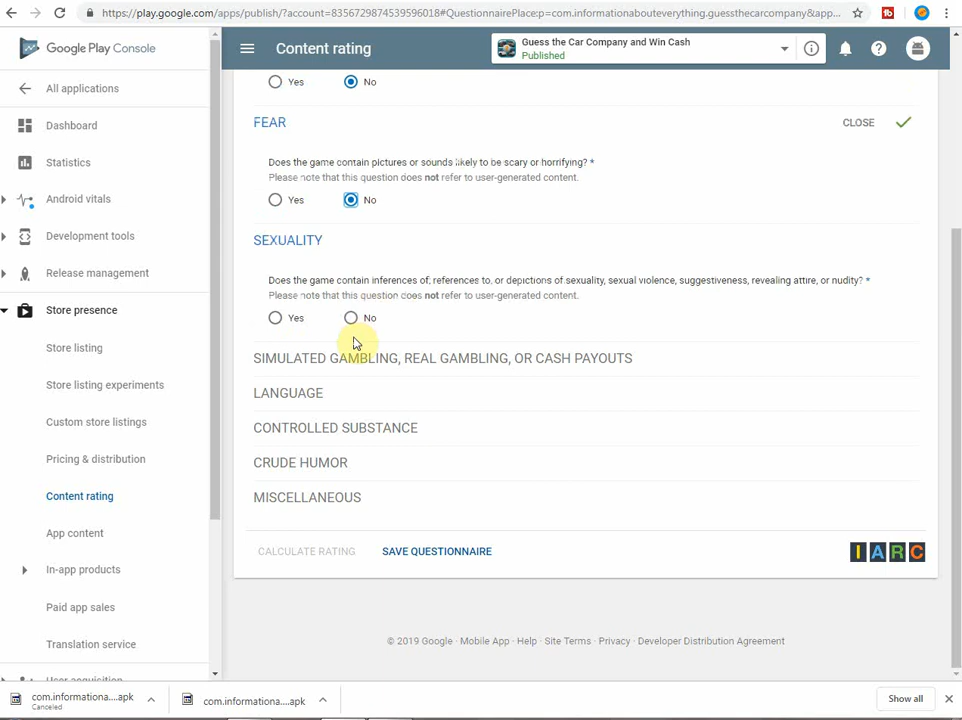 https://play.google.com/apps/publish/?account=8356729874539596018#QuestionnairePlace:p=com.informationabouteverything.guessthecarcompany&app...
Google Play Console
Content rating
Guess the Car Company and Win Cash
Published
All applications
Dashboard
Statistics
Android vitals
Development tools
Release management
Store presence
Store listing
Store listing experiments
Custom store listings
Pricing & distribution
Content rating
App content
In-app products
Paid app sales
Translation service
User acquisition
Yes No
FEAR CLOSE
Does the game contain pictures or sounds likely to be scary or horrifying? *
Please note that this question does not refer to user-generated content.
Yes No
SEXUALITY
Does the game contain inferences of, references to, or depictions of sexuality, sexual violence, suggestiveness, revealing attire, or nudity? *
Please note that this question does not refer to user-generated content.
Yes No
SIMULATED GAMBLING, REAL GAMBLING, OR CASH PAYOUTS
LANGUAGE
CONTROLLED SUBSTANCE
CRUDE HUMOR
MISCELLANEOUS
CALCULATE RATING SAVE QUESTIONNAIRE IARC
© 2019 Google · Mobile App · Help · Site Terms · Privacy · Developer Distribution Agreement
com.informationa....apk
Canceled
com.informationa....apk
Show all